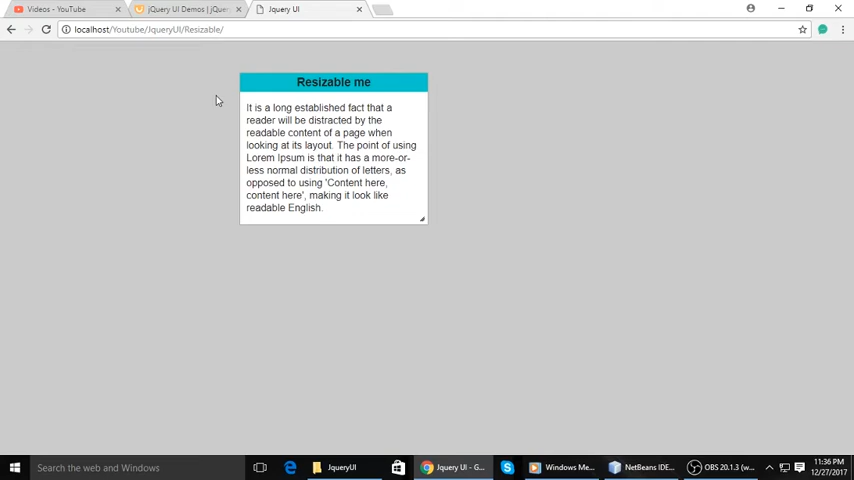 Videos - YouTube
jQuery UI Demos | jQuery
Jquery UI
localhost/Youtube/JqueryUI/Resizable/
Resizable me
It is a long established fact that a
reader will be distracted by the
readable content of a page when
looking at its layout. The point of using
Lorem Ipsum is that it has a more-or-
less normal distribution of letters, as
opposed to using 'Content here,
content here', making it look like
readable English.
Search the web and Windows
JqueryUI
Jquery UI - G...
Windows Me...
NetBeans IDE...
OBS 20.1.3 (w...
11:36 PM
12/27/2017